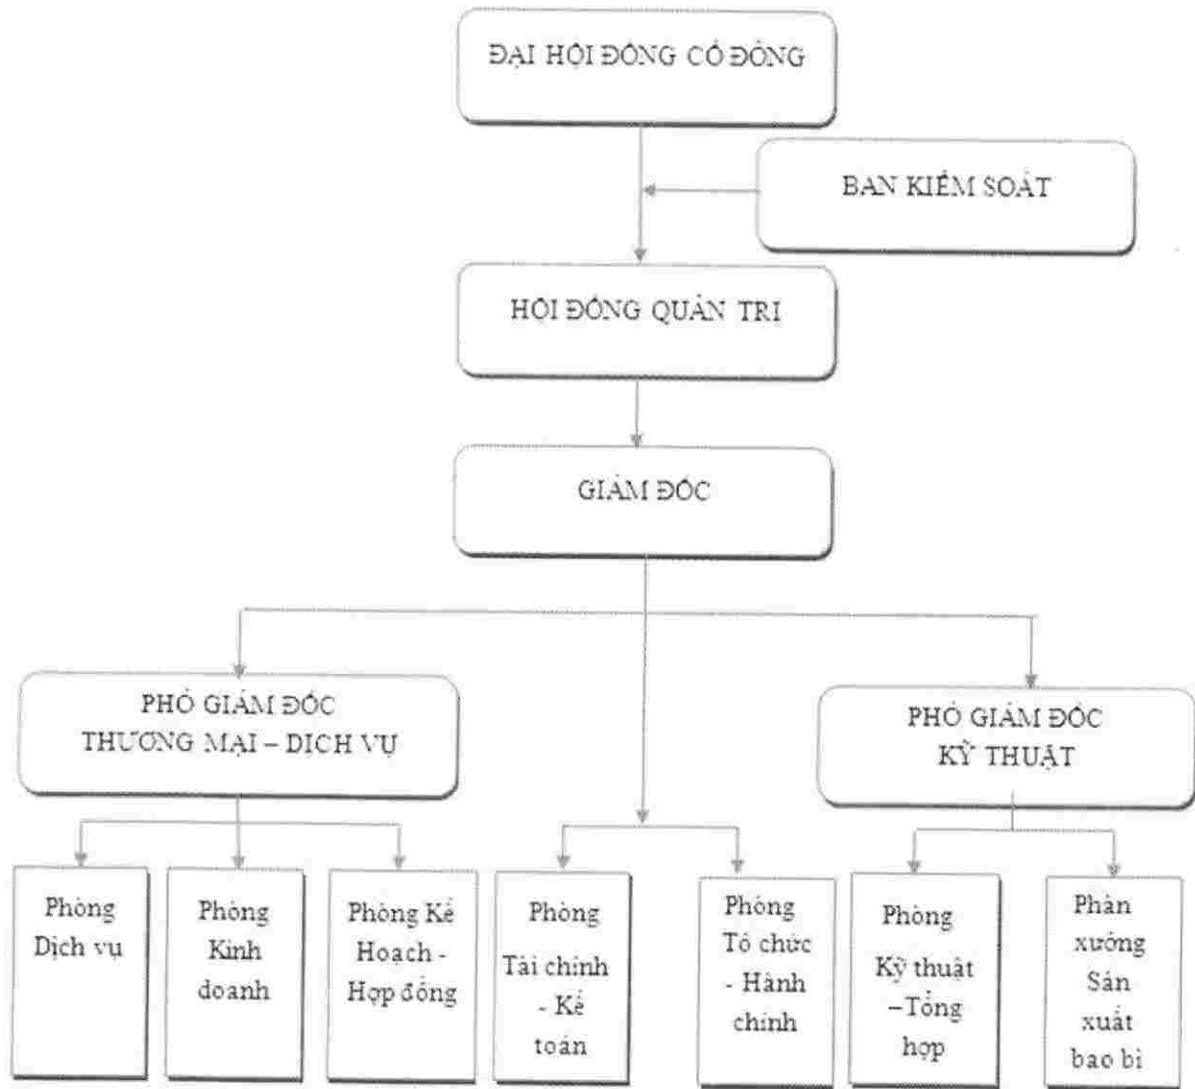 ĐẠI HỘI ĐỒNG CỔ ĐÔNG
BAN KIỂM SOÁT
HỘI ĐỒNG QUẢN TRỊ
GIÁM ĐỐC
PHÓ GIÁM ĐỐC
THƯƠNG MẠI – DỊCH VỤ
PHÓ GIÁM ĐỐC
KỸ THUẬT
Phòng
Dịch vụ
Phòng
Kinh
doanh
Phòng Kế
Hoạch -
Hợp đồng
Phòng
Tài chính
- Kế
toán
Phòng
Tổ chức
- Hành
chính
Phòng
Kỹ thuật
–Tổng
hợp
Phân
xưởng
Sản
xuất
bao bì